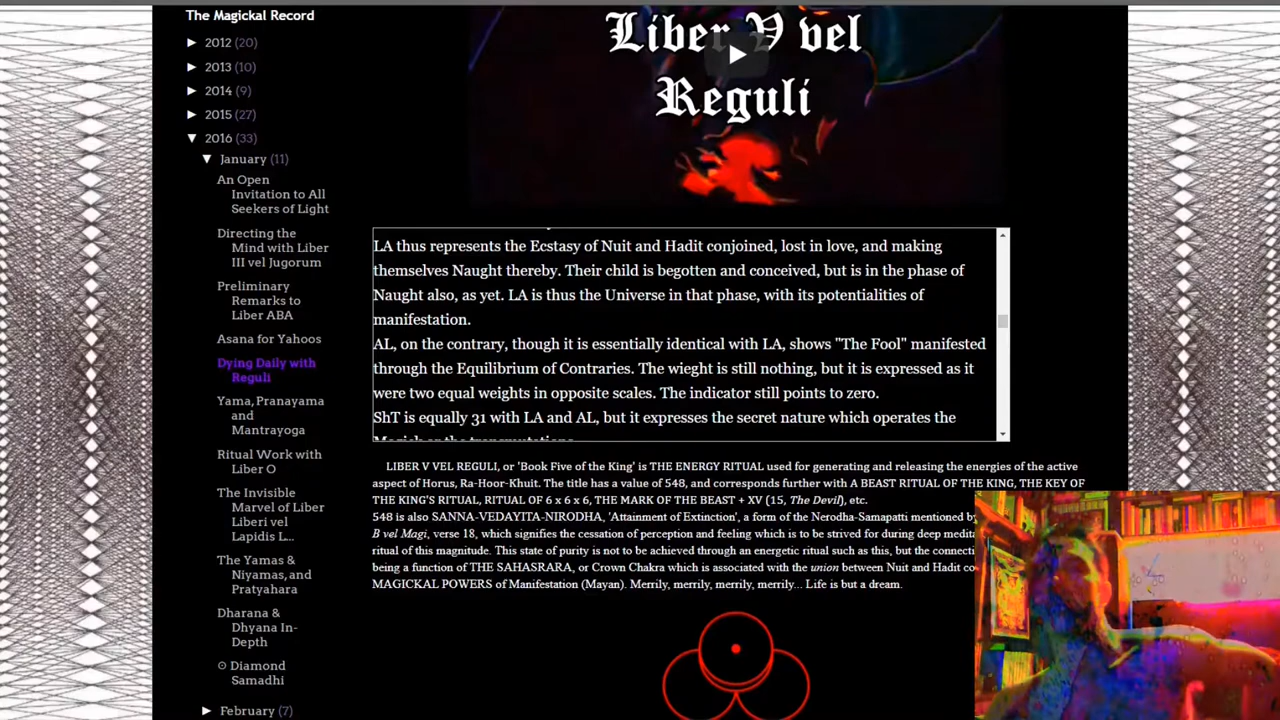 The Magickal Record
► 2012 (20)
► 2013 (10)
► 2014 (9)
► 2015 (27)
▼ 2016 (33)
▼ January (11)
An Open
Invitation to All
Seekers of Light
Directing the
Mind with Liber
III vel Jugorum
Preliminary
Remarks to
Liber ABA
Asana for Yahoos
Dying Daily with
Reguli
Yama, Pranayama
and
Mantrayoga
Ritual Work with
Liber O
The Invisible
Marvel of Liber
Liberi vel
Lapidis L...
The Yamas &
Niyamas, and
Pratyahara
Dharana &
Dhyana In-
Depth
⊙ Diamond
Samadhi
► February (7)
Liber V vel
Reguli
LA thus represents the Ecstasy of Nuit and Hadit conjoined, lost in love, and making
themselves Naught thereby. Their child is begotten and conceived, but is in the phase of
Naught also, as yet. LA is thus the Universe in that phase, with its potentialities of
manifestation.
AL, on the contrary, though it is essentially identical with LA, shows "The Fool" manifested
through the Equilibrium of Contraries. The wieght is still nothing, but it is expressed as it
were two equal weights in opposite scales. The indicator still points to zero.
ShT is equally 31 with LA and AL, but it expresses the secret nature which operates the
LIBER V VEL REGULI, or 'Book Five of the King' is THE ENERGY RITUAL used for generating and releasing the energies of the active
aspect of Horus, Ra-Hoor-Khuit. The title has a value of 548, and corresponds further with A BEAST RITUAL OF THE KING, THE KEY OF
THE KING'S RITUAL, RITUAL OF 6 x 6 x 6, THE MARK OF THE BEAST + XV (15, The Devil), etc.
548 is also SANNA-VEDAYITA-NIRODHA, 'Attainment of Extinction', a form of the Nerodha-Samapatti mentioned by
B vel Magi, verse 18, which signifies the cessation of perception and feeling which is to be strived for during deep
ritual of this magnitude. This state of purity is not to be achieved through an energetic ritual such as this, but the
being a function of THE SAHASRARA, or Crown Chakra which is associated with the union between Nuit and Hadit
MAGICKAL POWERS of Manifestation (Mayan). Merrily, merrily, merrily, merrily... Life is but a dream.